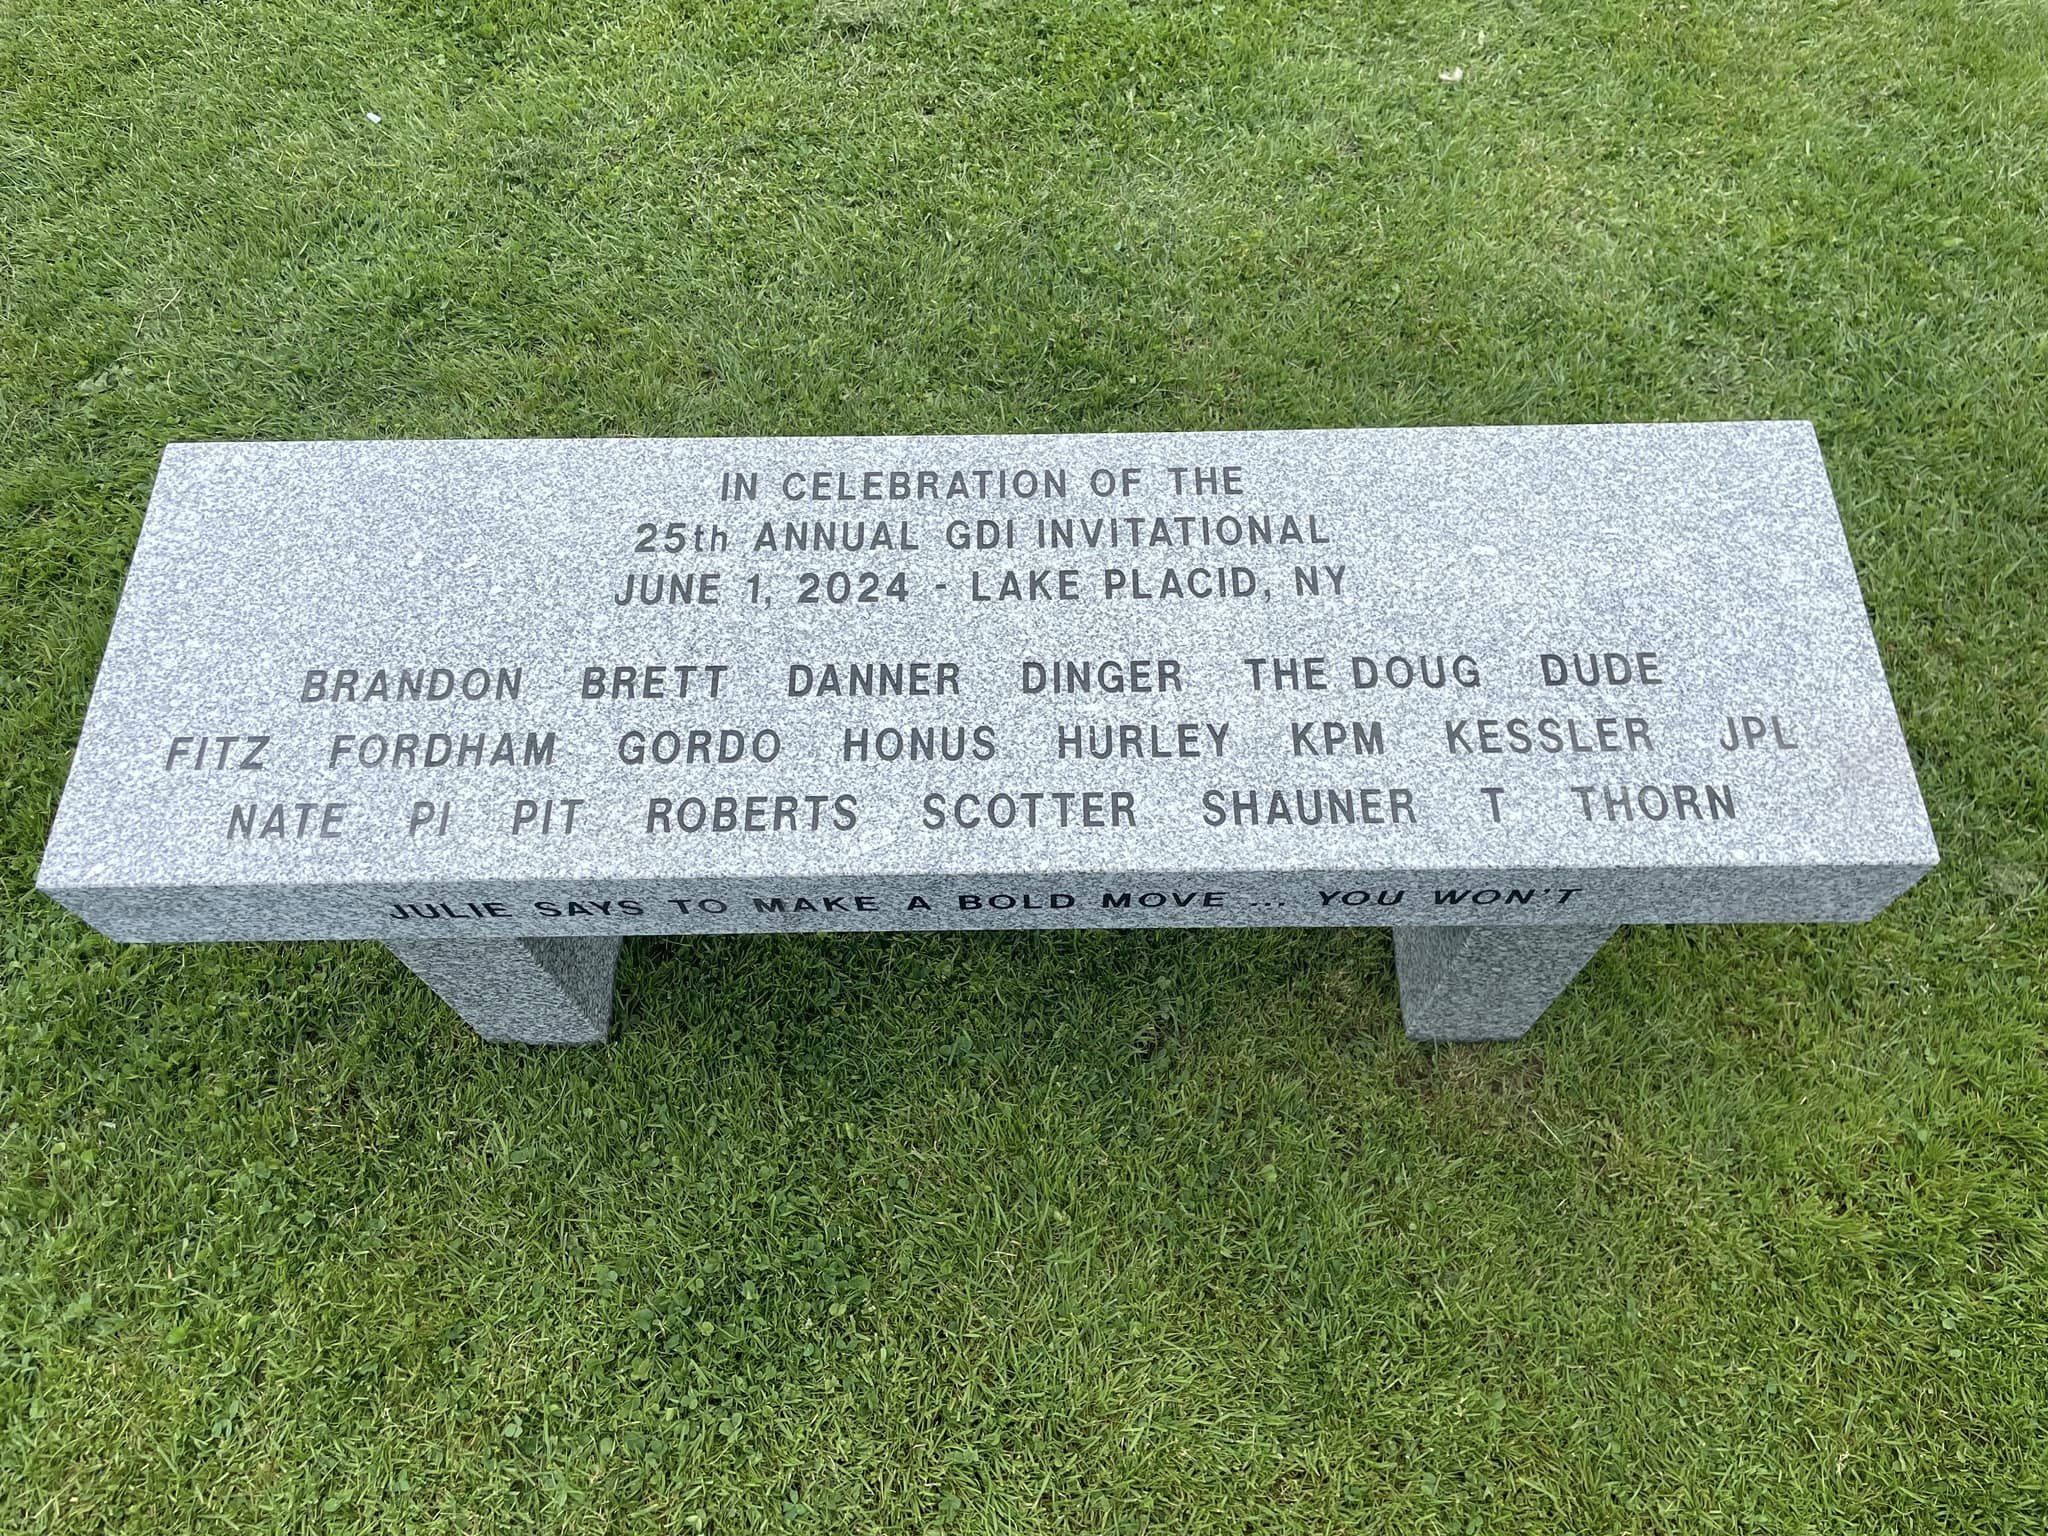 IN CELEBRATION OF THE
25th ANNUAL GDI INVITATIONAL
JUNE 1, 2024 - LAKE PLACID, NY
BRANDON BRETT DANNER DINGER THE DOUG DUDE
FITZ FORDHAM GORDO HONUS HURLEY KPM KESSLER JPL
NATE PI PIT ROBERTS SCOTTER SHAUNER T THORN
JULIE SAYS TO MAKE A BOLD MOVE ... YOU WON'T